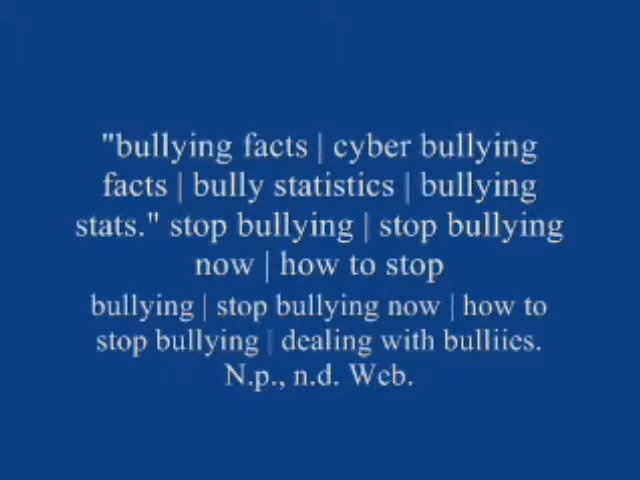 "bullying facts | cyber bullying
facts | bully statistics | bullying
stats." stop bullying | stop bullying
now | how to stop
bullying | stop bullying now | how to
stop bullying | dealing with bulliies.
N.p., n.d. Web.